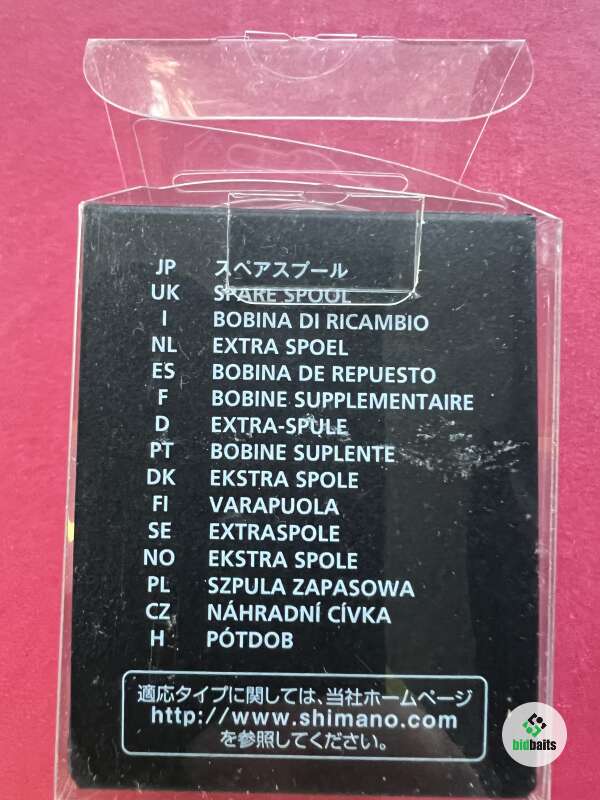 JP スペアスプール
UK SPARE SPOOL
I BOBINA DI RICAMBIO
NL EXTRA SPOEL
ES BOBINA DE REPUESTO
F BOBINE SUPPLEMENTAIRE
D EXTRA-SPULE
PT BOBINE SUPLENTE
DK EKSTRA SPOLE
FI VARAPUOLA
SE EXTRASPOLE
NO EKSTRA SPOLE
PL SZPULA ZAPASOWA
CZ NÁHRADNÍ CÍVKA
H PÓTDOB
適応タイプに関しては、当社ホームページ
http://www.shimano.com
を参照してください。
bidbaits